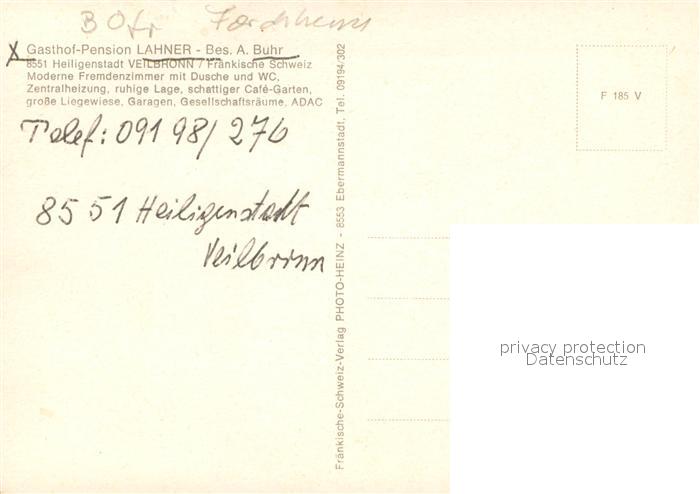 B Ofr Forchheim
x Gasthof-Pension LAHNER - Bes. A. Buhr
8551 Heiligenstadt VEILBRONN / Fränkische Schweiz
Moderne Fremdenzimmer mit Dusche und WC,
Zentralheizung, ruhige Lage, schattiger Café-Garten,
große Liegewiese, Garagen, Gesellschaftsräume, ADAC
Telef: 09198/276
8551 Heiligenstadt
Veilbrunn
Fränkische-Schweiz-Verlag PHOTO-HEINZ - 8553 Ebermannstadt, Tel. 09194/302
F 185 V
privacy protection
Datenschutz